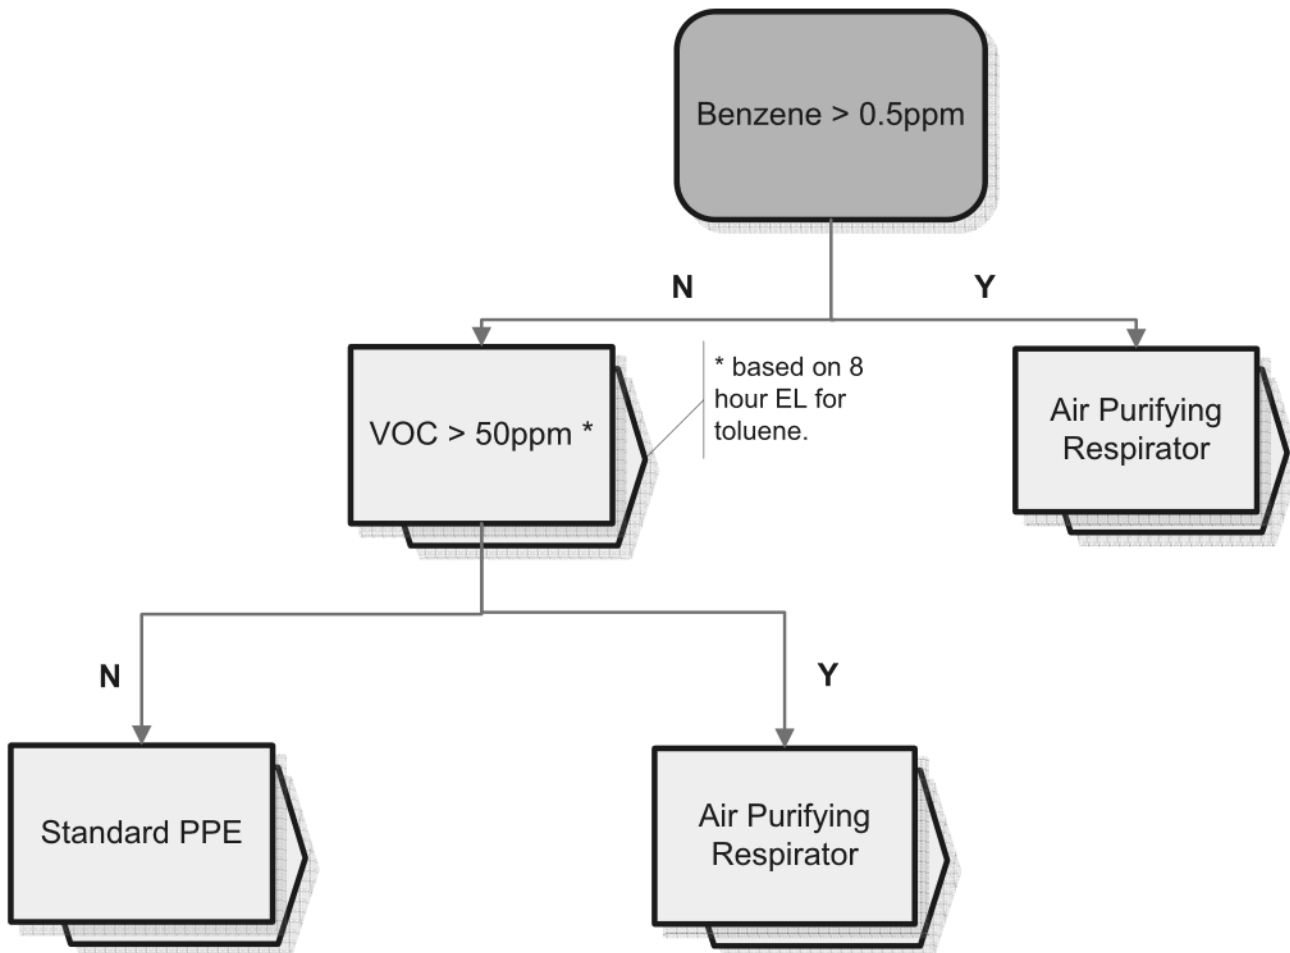 Benzene > 0.5ppm
N
Y
VOC > 50ppm *
* based on 8
hour EL for
toluene.
Air Purifying
Respirator
N
Y
Standard PPE
Air Purifying
Respirator